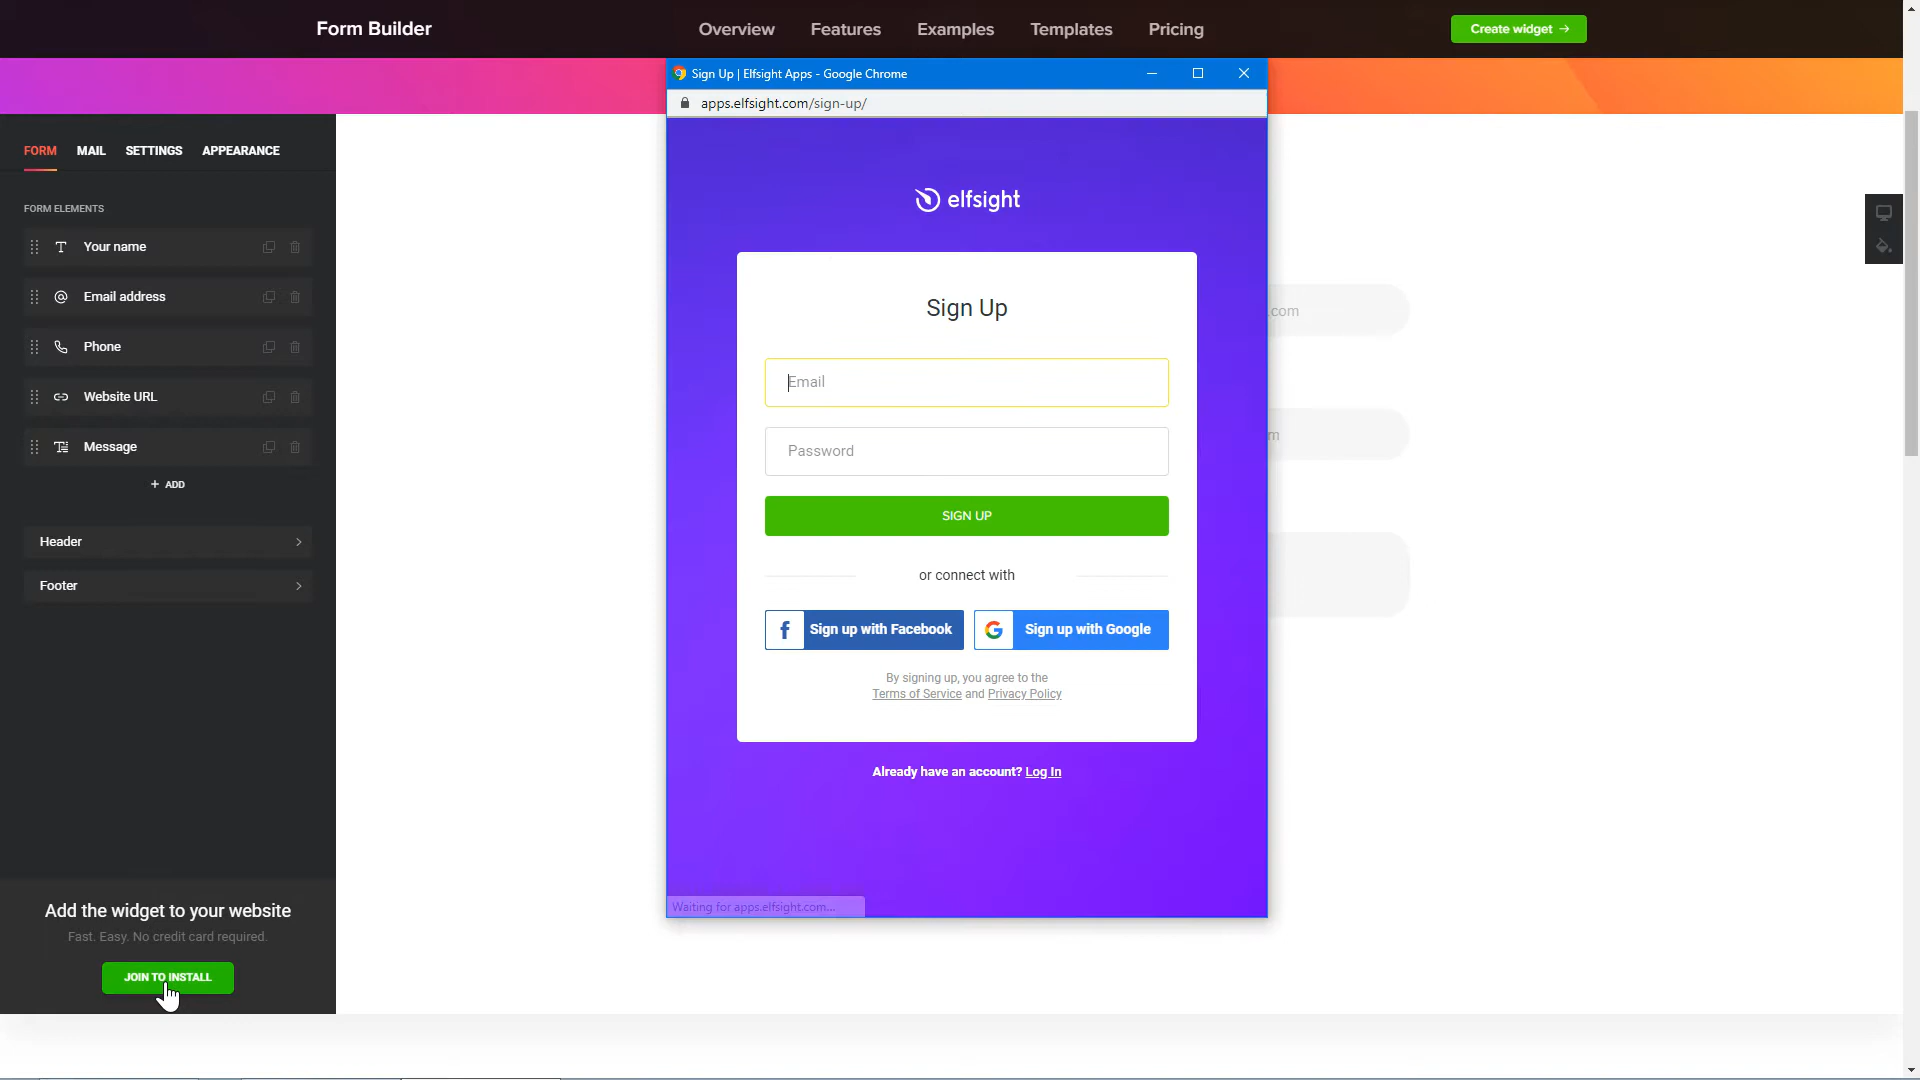 Form Builder
Overview Features Examples Templates Pricing
Create widget →
Sign Up | Elfsight Apps - Google Chrome
apps.elfsight.com/sign-up/
FORM MAIL SETTINGS APPEARANCE
FORM ELEMENTS
Your name
Email address
Phone
Website URL
Message
+ ADD
Header
Footer
Add the widget to your website
Fast. Easy. No credit card required.
JOIN TO INSTALL
elfsight
Sign Up
Email
Password
SIGN UP
or connect with
Sign up with Facebook
Sign up with Google
By signing up, you agree to the
Terms of Service and Privacy Policy
Already have an account? Log In
Waiting for apps.elfsight.com...
.com
m